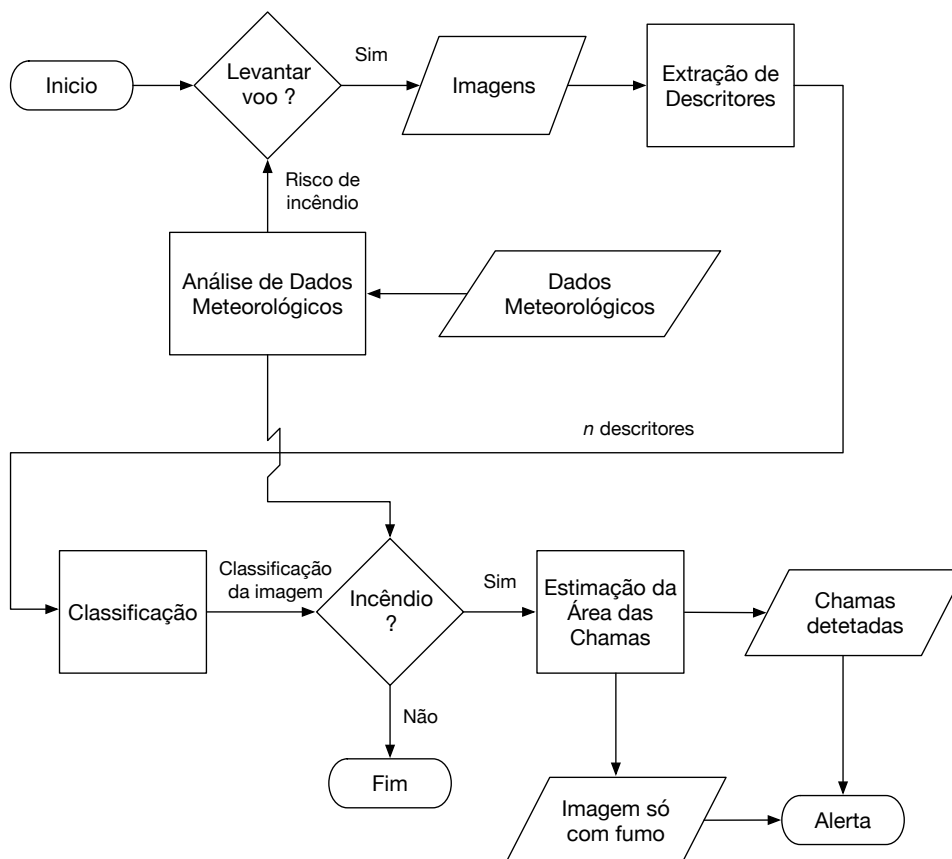 Inicio
Levantar
voo ?
Sim
Imagens
Extração de
Descritores
Risco de
incêndio
Análise de Dados
Meteorológicos
Dados
Meteorológicos
n descritores
Classificação
Classificação
da imagem
Incêndio
?
Sim
Estimação da
Área das
Chamas
Chamas
detetadas
Não
Fim
Imagem só
com fumo
Alerta